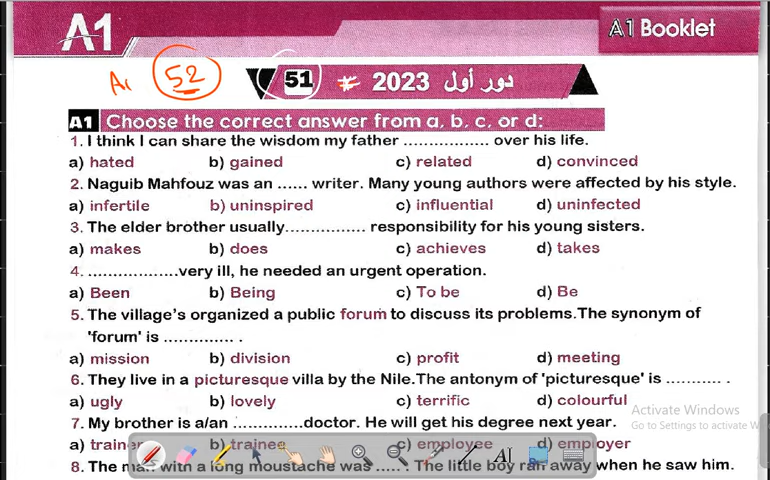 A1
A1 Booklet
A1 52
51 دور أول 2023
A1 Choose the correct answer from a, b, c, or d:
1. I think I can share the wisdom my father .................. over his life.
a) hated b) gained c) related d) convinced
2. Naguib Mahfouz was an ...... writer. Many young authors were affected by his style.
a) infertile b) uninspired c) influential d) uninfected
3. The elder brother usually................ responsibility for his young sisters.
a) makes b) does c) achieves d) takes
4. ..................very ill, he needed an urgent operation.
a) Been b) Being c) To be d) Be
5. The village's organized a public forum to discuss its problems.The synonym of
'forum' is .............. .
a) mission b) division c) profit d) meeting
6. They live in a picturesque villa by the Nile.The antonym of 'picturesque' is ........... .
a) ugly b) lovely c) terrific d) colourful
Activate Windows
Go to Settings to activate W
7. My brother is a/an .............doctor. He will get his degree next year.
a) trainer b) trainee c) employee d) employer
8. The man with a long moustache was ..... . The little boy ran away when he saw him.
AI